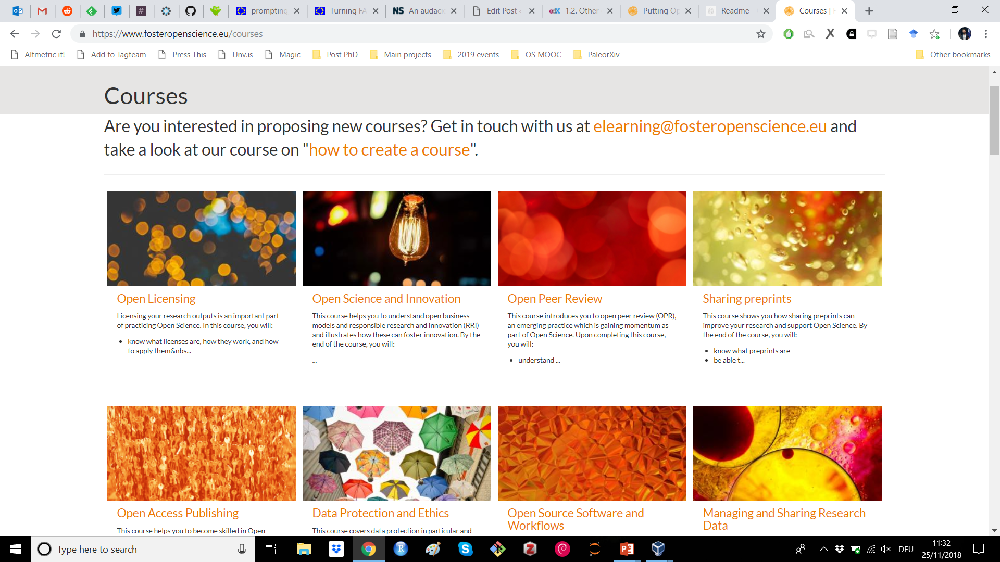 prompting
Turning FA
NS An audaci
Edit Post
edX 1.2. Other
Putting Op
Readme -
Courses | F
https://www.fosteropenscience.eu/courses
Altmetric it!
Add to Tagteam
Press This
Unv.is
Magic
Post PhD
Main projects
2019 events
OS MOOC
PaleorXiv
Other bookmarks
Courses
Are you interested in proposing new courses? Get in touch with us at elearning@fosteropenscience.eu and
take a look at our course on "how to create a course".
Open Licensing
Licensing your research outputs is an important part
of practicing Open Science. In this course, you will:
• know what licenses are, how they work, and how
to apply them&nbs...
Open Science and Innovation
This course helps you to understand open business
models and responsible research and innovation (RRI)
and illustrates how these can foster innovation. By the
end of the course, you will:
...
Open Peer Review
This course introduces you to open peer review (OPR),
an emerging practice which is gaining momentum as
part of Open Science. Upon completing this course,
you will:
• understand ...
Sharing preprints
This course shows you how sharing preprints can
improve your research and support Open Science. By
the end of the course, you will:
• know what preprints are
• be able t...
Open Access Publishing
This course helps you to become skilled in Open
Data Protection and Ethics
This course covers data protection in particular and
Open Source Software and
Workflows
Managing and Sharing Research
Data
Type here to search
DEU
11:32
25/11/2018